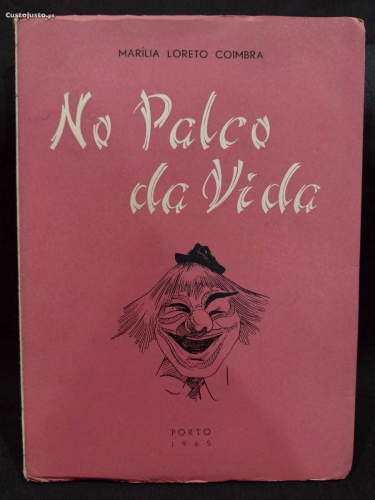 CustoJusto.pt
MARÍLIA LORETO COIMBRA
No Palco
da Vida
PORTO
1965